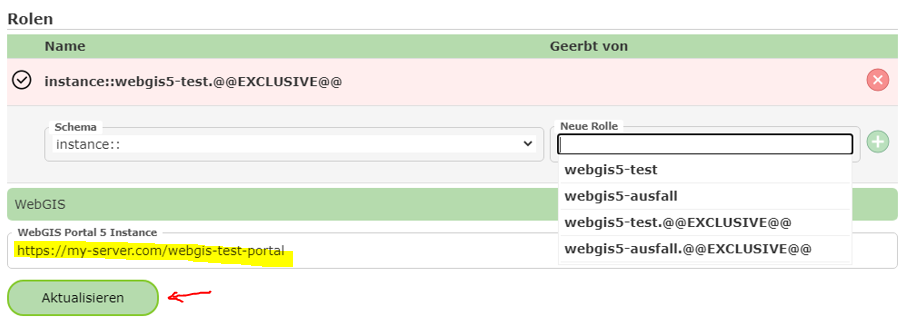 Rolen
Name Geerbt von
instance::webgis5-test.@@EXCLUSIVE@@
Schema
instance::
Neue Rolle
webgis5-test
webgis5-ausfall
webgis5-test.@@EXCLUSIVE@@
webgis5-ausfall.@@EXCLUSIVE@@
WebGIS
WebGIS Portal 5 Instance
https://my-server.com/webgis-test-portal
Aktualisieren